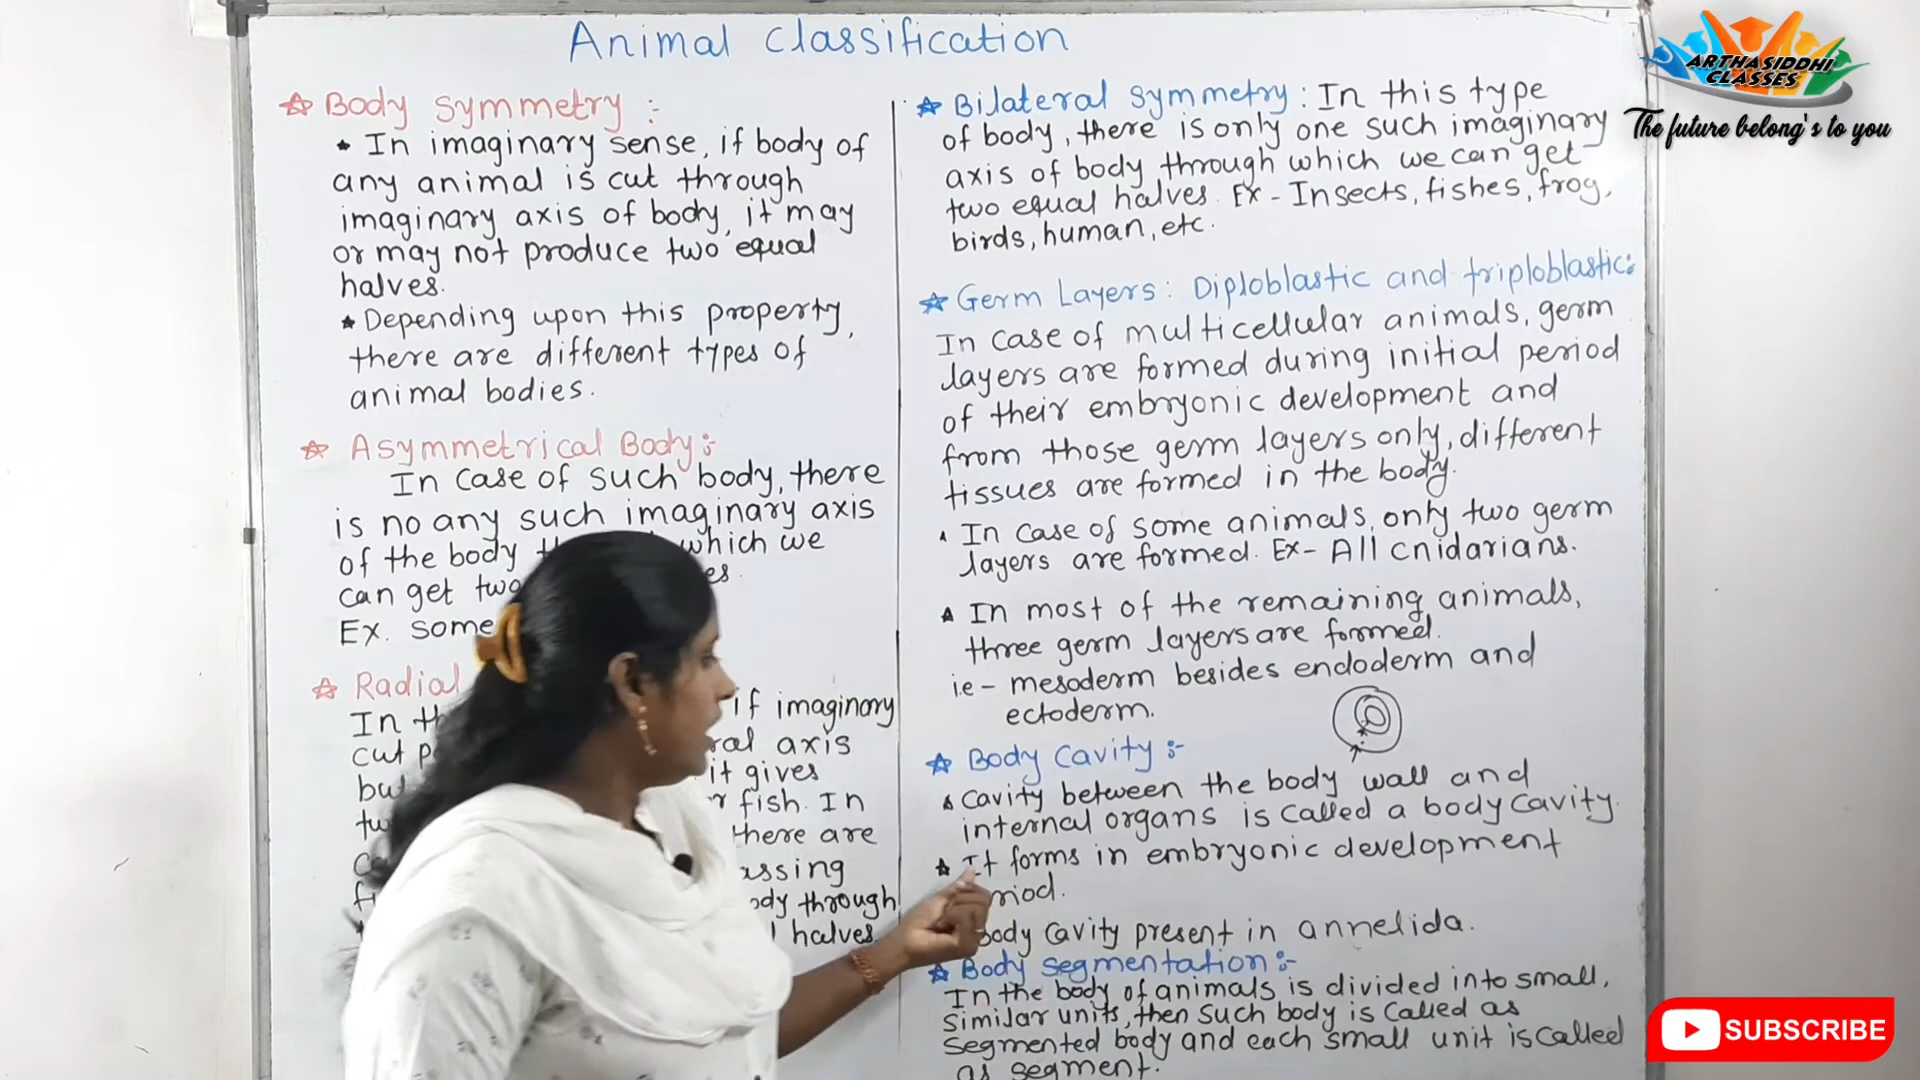 Animal classification
Body Symmetry :
In imaginary sense, if body of
any animal is cut through
imaginary axis of body, it may
or may not produce two equal
halves.
Depending upon this property,
there are different types of
animal bodies.
Asymmetrical Body:-
In case of such body, there
is no any such imaginary axis
of the body which we
can get two
Ex. Some
Radial
In if imaginary
cut axis
it gives
fish. In
there are
through
halves.
Bilateral symmetry: In this type
of body, there is only one such imaginary
axis of body through which we can get
two equal halves. Ex - Insects, fishes, frog,
birds, human, etc.
Germ Layers: Diploblastic and triploblastic:-
In case of multicellular animals, germ
layers are formed during initial period
of their embryonic development and
from those germ layers only, different
tissues are formed in the body.
In case of some animals, only two germ
layers are formed. Ex- All cnidarians.
In most of the remaining animals,
three germ layers are formed.
i.e - mesoderm besides endoderm and
ectoderm.
Body cavity :-
cavity between the body wall and
internal organs is called a body cavity.
It forms in embryonic development
Body cavity present in annelida.
Body segmentation:-
In the body of animals is divided into small,
similar units, then such body is called as
segmented body and each small unit is called
as segment.
ARTHASIDDHI
CLASSES
The future belong's to you
SUBSCRIBE